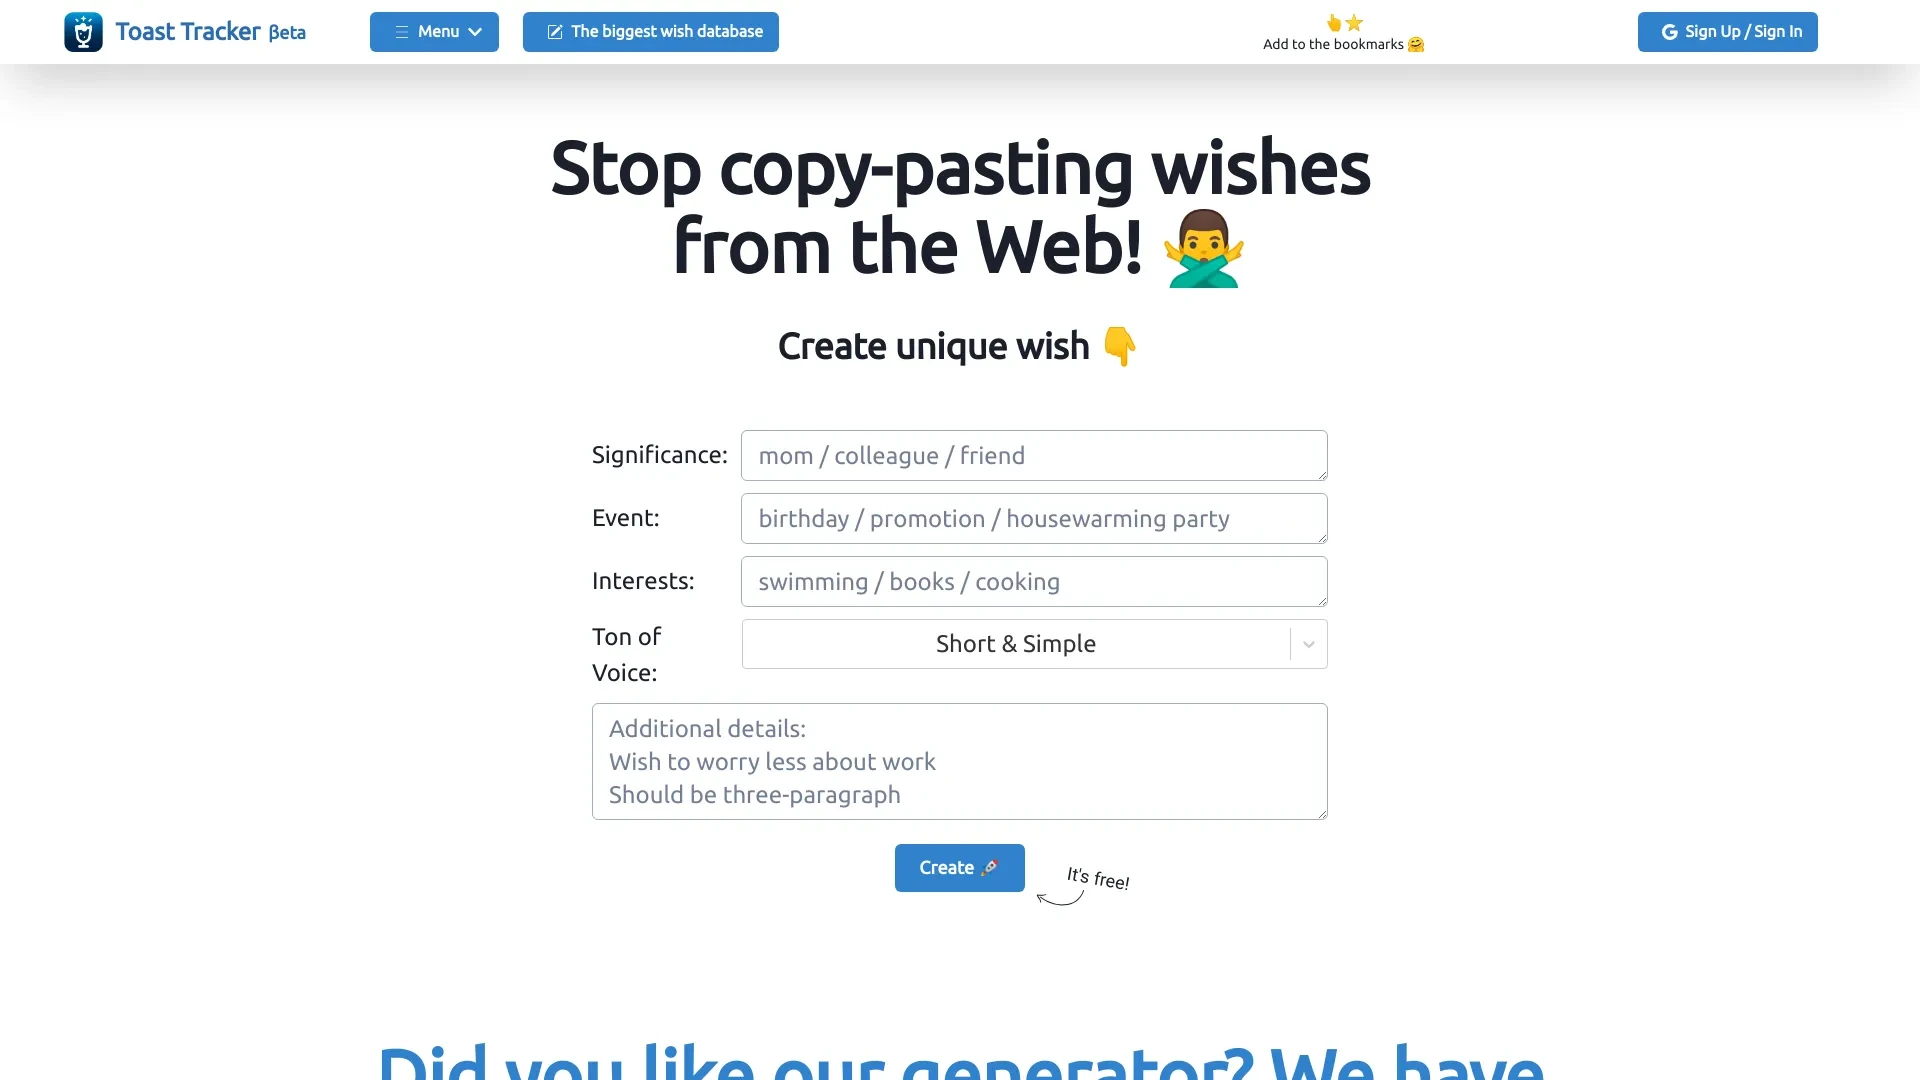 Toast Tracker βeta
Menu
The biggest wish database
Add to the bookmarks 🤗
Sign Up / Sign In
Stop copy-pasting wishes
from the Web! 🙅‍♂️
Create unique wish 👇
Significance:
mom / colleague / friend
Event:
birthday / promotion / housewarming party
Interests:
swimming / books / cooking
Ton of
Voice:
Short & Simple
Additional details:
Wish to worry less about work
Should be three-paragraph
Create 🚀
It's free!
Did you like our generator? We have